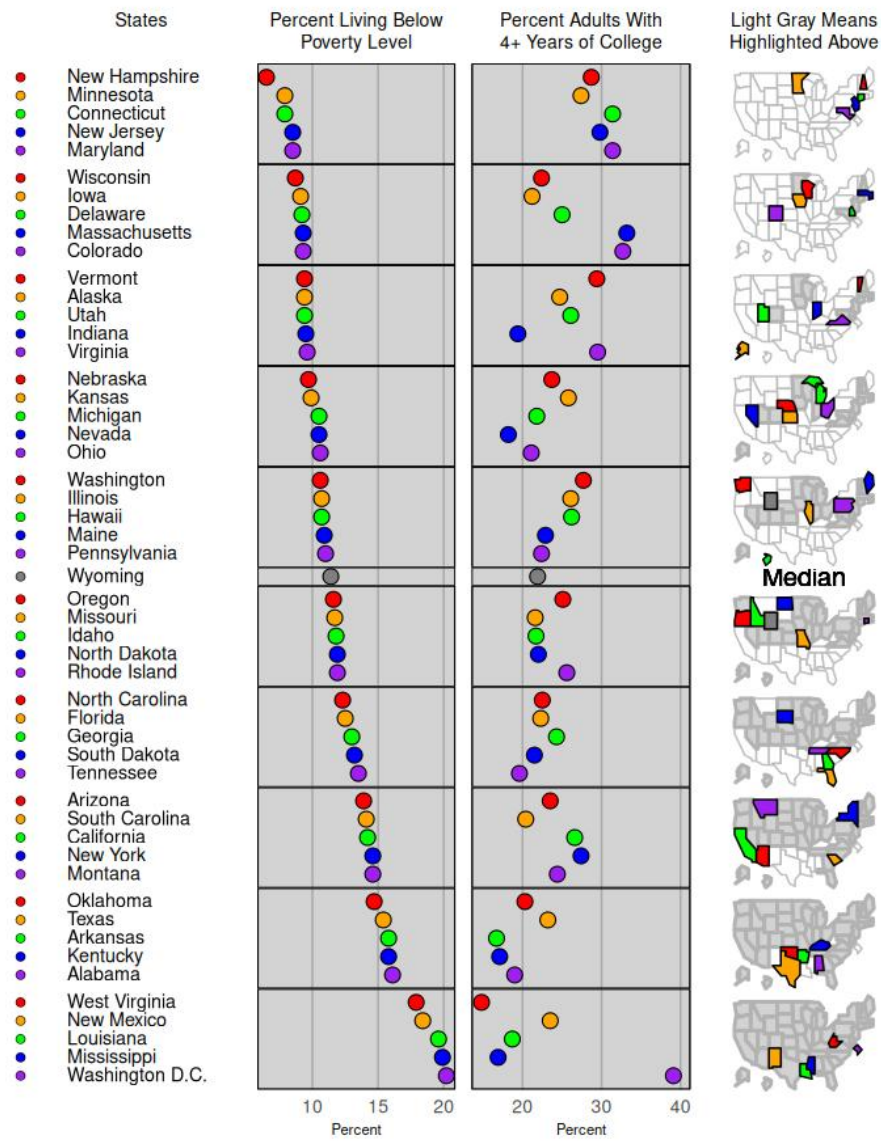 States
Percent Living Below
Poverty Level
Percent Adults With
4+ Years of College
Light Gray Means
Highlighted Above
New Hampshire
Minnesota
Connecticut
New Jersey
Maryland
Wisconsin
Iowa
Delaware
Massachusetts
Colorado
Vermont
Alaska
Utah
Indiana
Virginia
Nebraska
Kansas
Michigan
Nevada
Ohio
Washington
Illinois
Hawaii
Maine
Pennsylvania
Wyoming
Median
Oregon
Missouri
Idaho
North Dakota
Rhode Island
North Carolina
Florida
Georgia
South Dakota
Tennessee
Arizona
South Carolina
California
New York
Montana
Oklahoma
Texas
Arkansas
Kentucky
Alabama
West Virginia
New Mexico
Louisiana
Mississippi
Washington D.C.
10 15 20
20 30 40
Percent
Percent